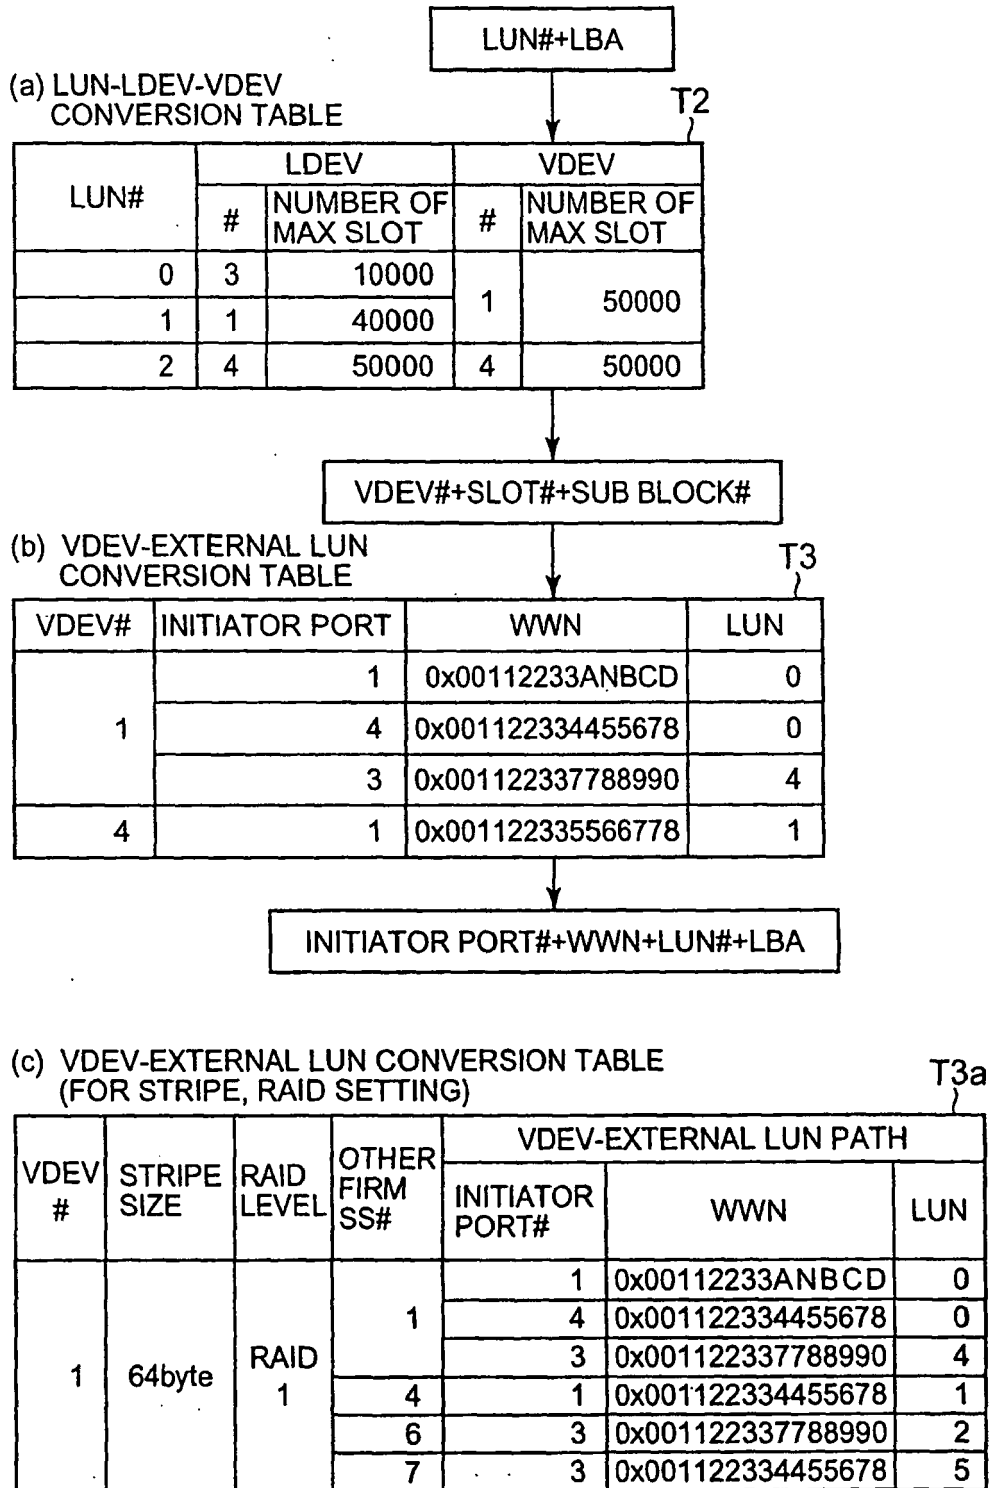 LUN#+LBA
(a) LUN-LDEV-VDEV
CONVERSION TABLE
T2
LUN# LDEV VDEV
# NUMBER OF MAX SLOT # NUMBER OF MAX SLOT
0 3 10000 1 50000
1 1 40000
2 4 50000 4 50000
VDEV#+SLOT#+SUB BLOCK#
(b) VDEV-EXTERNAL LUN
CONVERSION TABLE
T3
VDEV# INITIATOR PORT WWN LUN
1 1 0x00112233ANBCD 0
4 0x001122334455678 0
3 0x001122337788990 4
4 1 0x001122335566778 1
INITIATOR PORT#+WWN+LUN#+LBA
(c) VDEV-EXTERNAL LUN CONVERSION TABLE
(FOR STRIPE, RAID SETTING)
T3a
VDEV # STRIPE SIZE RAID LEVEL OTHER FIRM SS# VDEV-EXTERNAL LUN PATH
INITIATOR PORT# WWN LUN
1 64byte RAID 1 1 1 0x00112233ANBCD 0
4 0x001122334455678 0
3 0x001122337788990 4
4 1 0x001122334455678 1
6 3 0x001122337788990 2
7 3 0x001122334455678 5